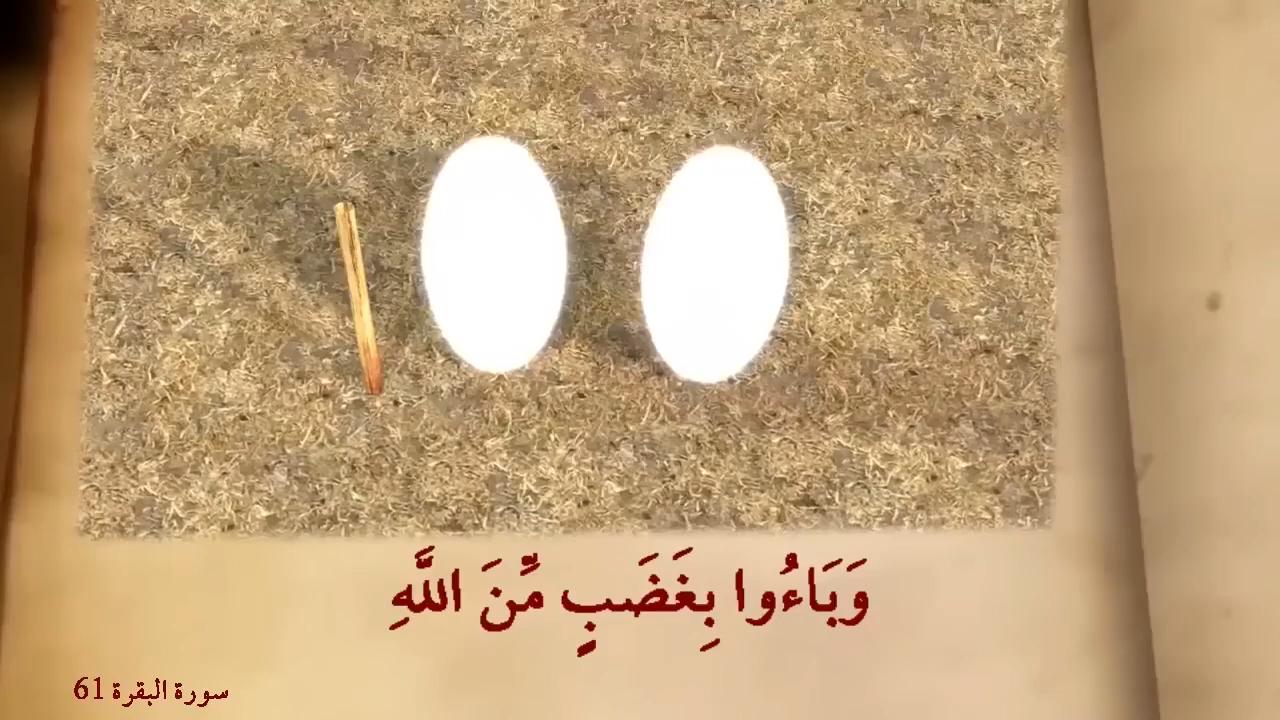 وَبَاءُوا بِغَضَبٍ مِّنَ اللَّهِ
سورة البقرة 61